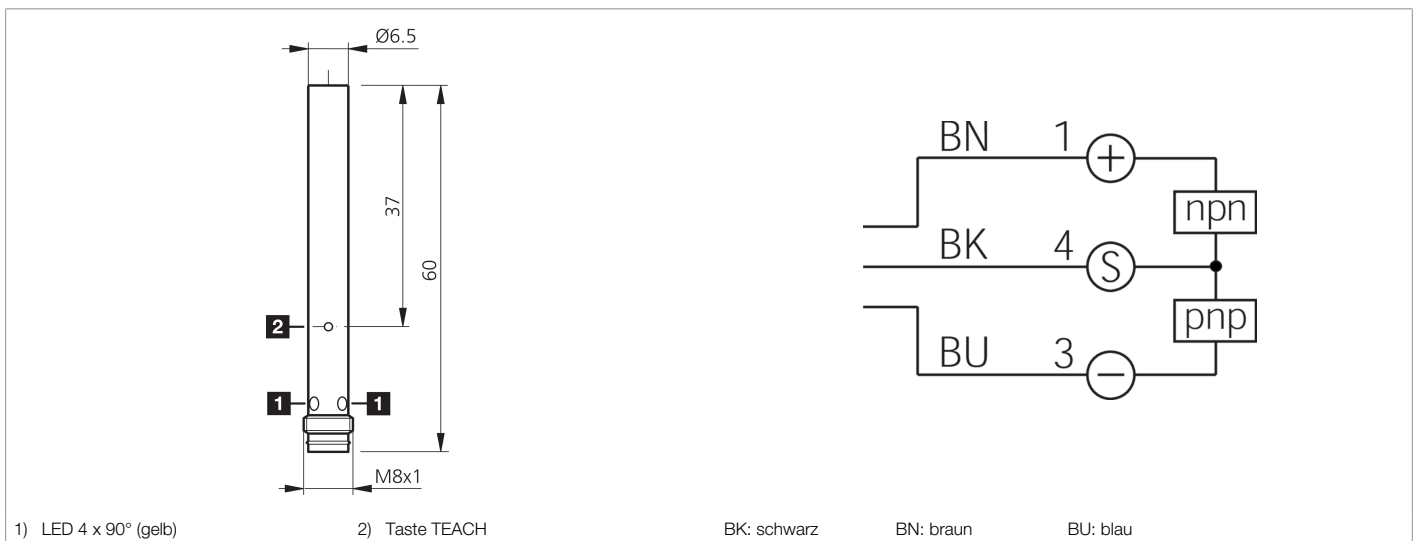 Ø6.5
37
60
2
1 1
M8x1
BN 1 +
npn
BK 4 S
pnp
BU 3 −
1) LED 4 x 90° (gelb) 2) Taste TEACH BK: schwarz BN: braun BU: blau